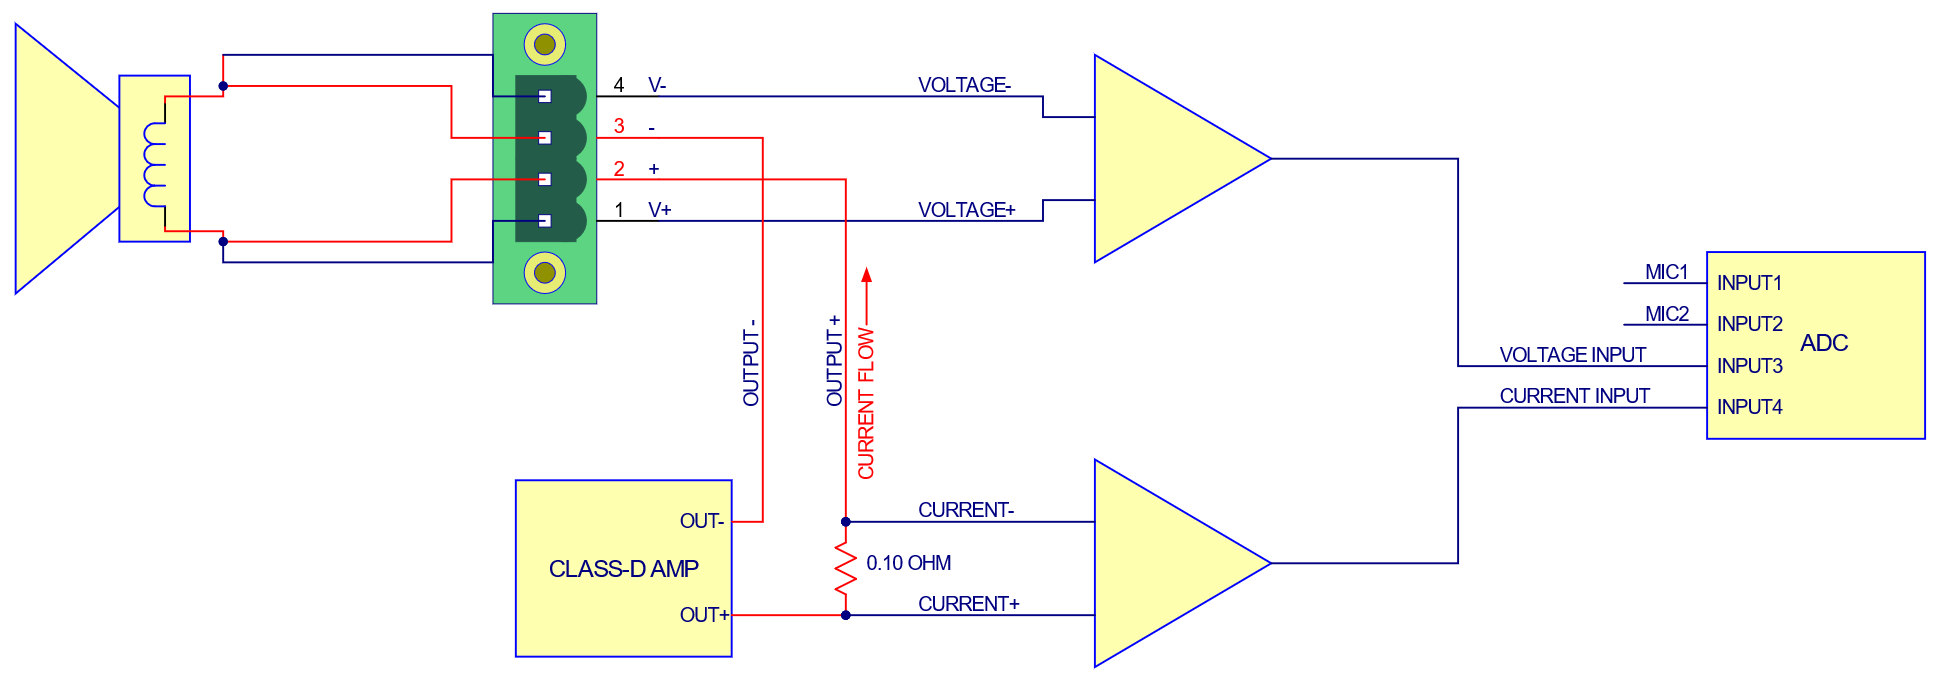 4 V-
VOLTAGE-
3 -
2 +
1 V+
VOLTAGE+
OUTPUT -
OUTPUT +
CURRENT FLOW
MIC1
INPUT1
MIC2
INPUT2
ADC
VOLTAGE INPUT
INPUT3
CURRENT INPUT
INPUT4
OUT-
CLASS-D AMP
OUT+
CURRENT-
0.10 OHM
CURRENT+